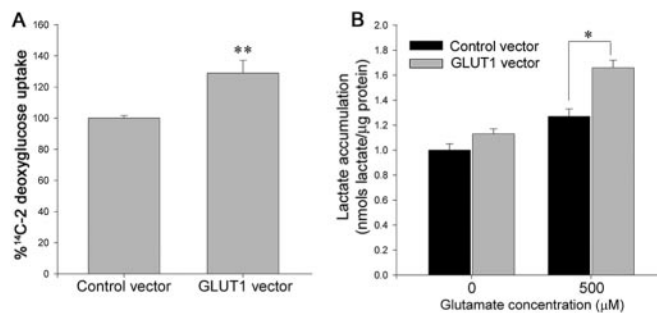 A
%¹⁴C-2 deoxyglucose uptake
140
120
100
80
60
40
20
0
**
Control vector
GLUT1 vector
B
Lactate accumulation
(nmols lactate/µg protein)
2.0
1.8
1.6
1.4
1.2
1.0
0.8
0.6
0.4
0.2
0.0
Control vector
GLUT1 vector
*
0
500
Glutamate concentration (µM)